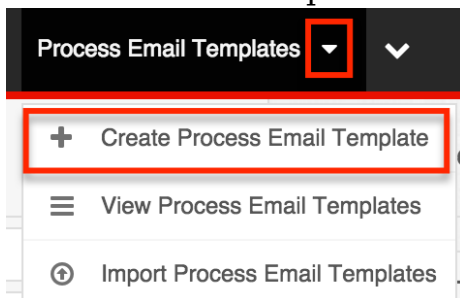 Process Email Templates
Create Process Email Template
View Process Email Templates
Import Process Email Templates